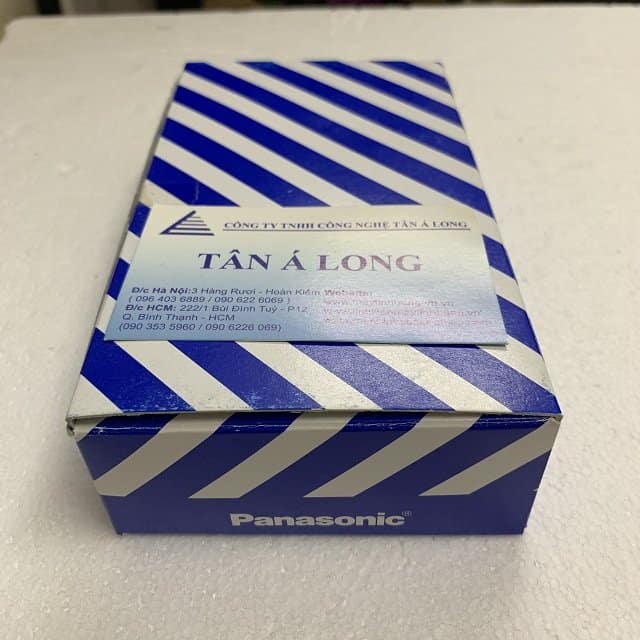 CÔNG TY TNHH CÔNG NGHỆ TÂN Á LONG
TÂN Á LONG
Đ/c Hà Nội:3 Hàng Rươi - Hoàn Kiếm Website:
( 096 403 6889 / 090 622 6069 )
Đ/c HCM: 222/1 Bùi Đình Tuý - P12
Q. Bình Thạnh - HCM
(090 353 5960 / 090 6226 069)
Panasonic®